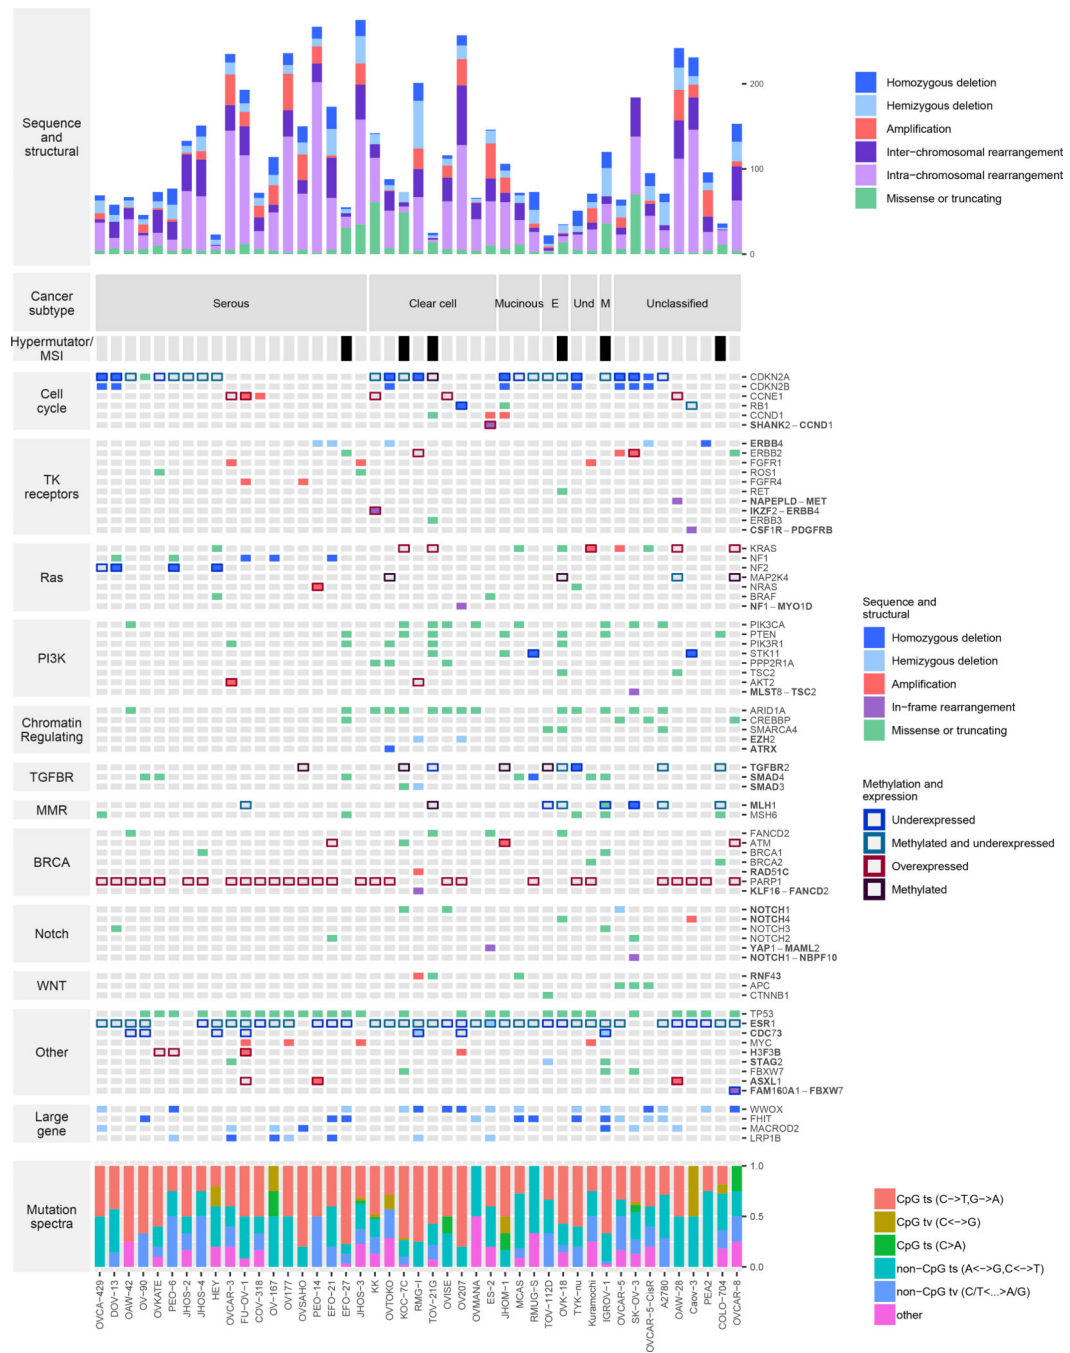 Sequence
and
structural
200
100
0
Homozygous deletion
Hemizygous deletion
Amplification
Inter-chromosomal rearrangement
Intra-chromosomal rearrangement
Missense or truncating
Cancer
subtype
Serous
Clear cell
Mucinous
E
Und
M
Unclassified
Hypermutator/
MSI
Cell
cycle
CDKN2A
CDKN2B
CCNE1
RB1
CCND1
SHANK2–CCND1
TK
receptors
ERBB4
ERBB2
FGFR1
ROS1
FGFR4
RET
NAPEPLD–MET
IKZF2–ERBB4
ERBB3
CSF1R–PDGFRB
Ras
KRAS
NF1
NF2
MAP2K4
NRAS
BRAF
NF1–MYO1D
PI3K
PIK3CA
PTEN
PIK3R1
STK11
PPP2R1A
TSC2
AKT2
MLST8–TSC2
Chromatin
Regulating
ARID1A
CREBBP
SMARCA4
EZH2
ATRX
TGFBR
TGFBR2
SMAD4
SMAD3
MMR
MLH1
MSH6
BRCA
FANCD2
ATM
BRCA1
BRCA2
RAD51C
PARP1
KLF16–FANCD2
Notch
NOTCH1
NOTCH4
NOTCH3
NOTCH2
YAP1–MAML2
NOTCH1–NBPF10
WNT
RNF43
APC
CTNNB1
Other
TP53
ESR1
CDC73
MYC
H3F3B
STAG2
FBXW7
ASXL1
FAM160A1–FBXW7
Large
gene
WWOX
FHIT
MACROD2
LRP1B
Sequence and
structural
Homozygous deletion
Hemizygous deletion
Amplification
In-frame rearrangement
Missense or truncating
Methylation and
expression
Underexpressed
Methylated and underexpressed
Overexpressed
Methylated
Mutation
spectra
1.0
0.5
0.0
CpG ts (C->T,G->A)
CpG tv (C<->G)
CpG ts (C>A)
non-CpG ts (A<->G,C<->T)
non-CpG tv (C/T<...>A/G)
other
OVCA-429
DOV-13
OAW-42
OV-90
OVKATE
PEO-6
JHOS-2
JHOS-4
HEY
OVCAR-3
FU-OV-1
COV-318
OV-167
OV177
OVSAHO
PEO-14
EFO-21
EFO-27
JHOS-3
KK
OVTOKO
KOC-7C
RMG-I
TOV-21G
OVISE
OV207
OVMANA
ES-2
JHOM-1
MCAS
RMUG-S
TOV-112D
OVK-18
TYK-nu
Kuramochi
IGROV-1
OVCAR-5
SK-OV-3
OVCAR-5-CisR
A2780
OAW-28
Caov-3
PEA2
COLO-704
OVCAR-8